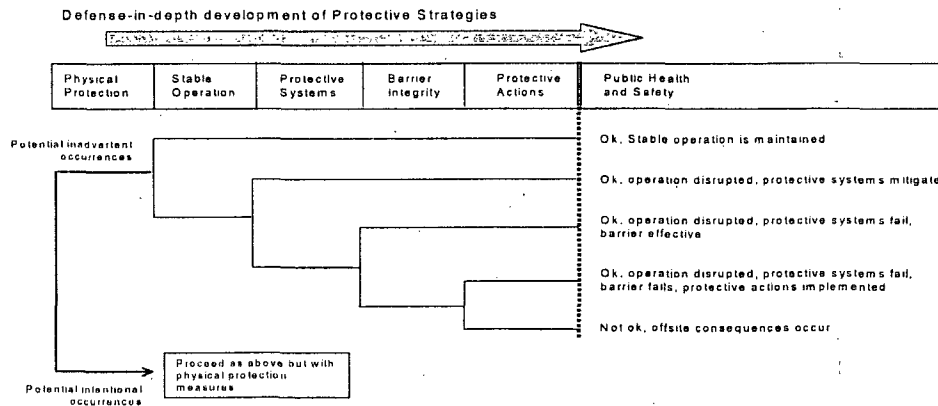 Defense-in-depth development of Protective Strategies
Physical
Protection
Stable
Operation
Protective
Systems
Barrier
Integrity
Protective
Actions
Public Health
and Safety
Potential inadvertent
occurrences
Ok, Stable operation is maintained
Ok, operation disrupted, protective systems mitigate
Ok, operation disrupted, protective systems fail,
barrier effective
Ok, operation disrupted, protective systems fail,
barrier fails, protective actions implemented
Not ok, offsite consequences occur
Proceed as above but with
physical protection
measures
Potential intentional
occurrences